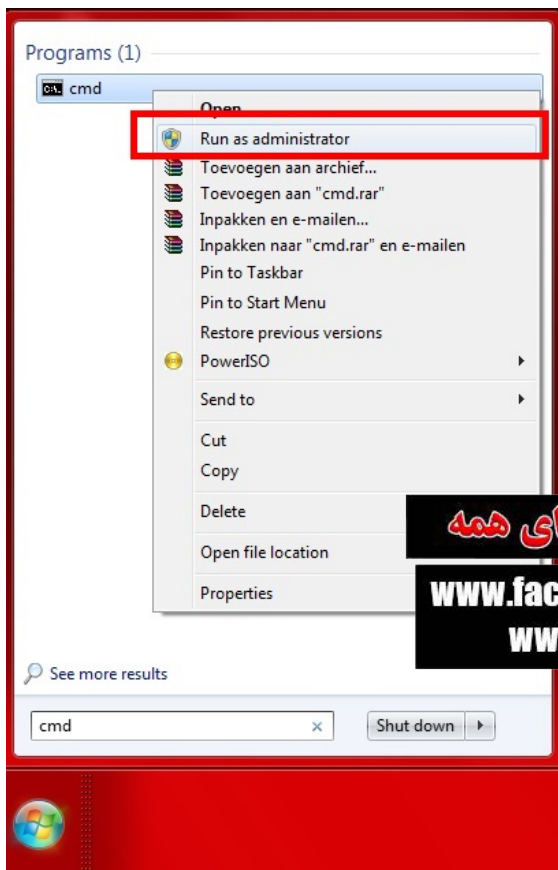 Programs (1)
cmd
Open
Run as administrator
Toevoegen aan archief...
Toevoegen aan "cmd.rar"
Inpakken en e-mailen...
Inpakken naar "cmd.rar" en e-mailen
Pin to Taskbar
Pin to Start Menu
Restore previous versions
PowerISO
Send to
Cut
Copy
Delete
Open file location
Properties
همه
www.fac
ww
See more results
cmd
Shut down